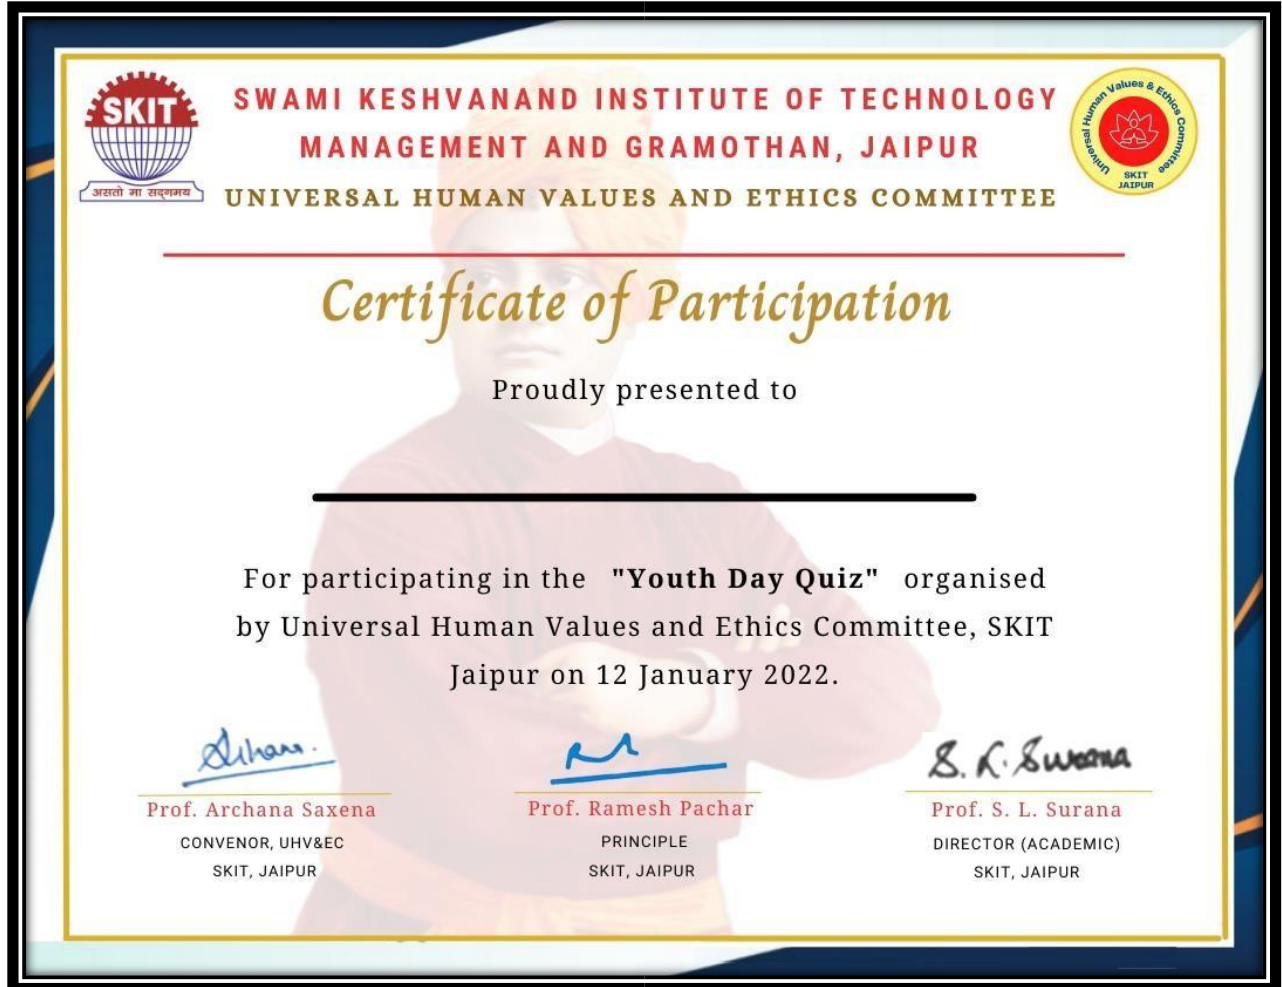 SKIT
असतो मा सद्गमय
SWAMI KESHVANAND INSTITUTE OF TECHNOLOGY
MANAGEMENT AND GRAMOTHAN, JAIPUR
UNIVERSAL HUMAN VALUES AND ETHICS COMMITTEE
Universal Human Values & Ethics Committee
SKIT
JAIPUR
Certificate of Participation
Proudly presented to
For participating in the "Youth Day Quiz" organised
by Universal Human Values and Ethics Committee, SKIT
Jaipur on 12 January 2022.
S. L. Surana
Prof. Archana Saxena
CONVENOR, UHV&EC
SKIT, JAIPUR
Prof. Ramesh Pachar
PRINCIPLE
SKIT, JAIPUR
Prof. S. L. Surana
DIRECTOR (ACADEMIC)
SKIT, JAIPUR